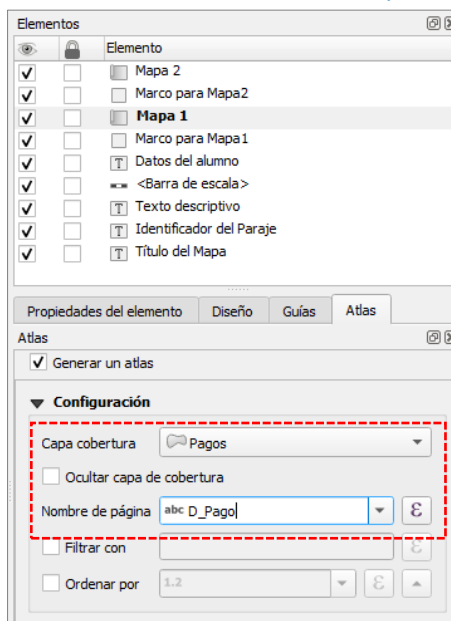 Elementos
Elemento
Mapa 2
Marco para Mapa2
Mapa 1
Marco para Mapa1
T Datos del alumno
<Barra de escala>
T Texto descriptivo
T Identificador del Paraje
T Título del Mapa
Propiedades del elemento Diseño Guías Atlas
Atlas
Generar un atlas
Configuración
Capa cobertura Pagos
Ocultar capa de cobertura
Nombre de página abc D_Pago ε
Filtrar con ε
Ordenar por 1.2 ε